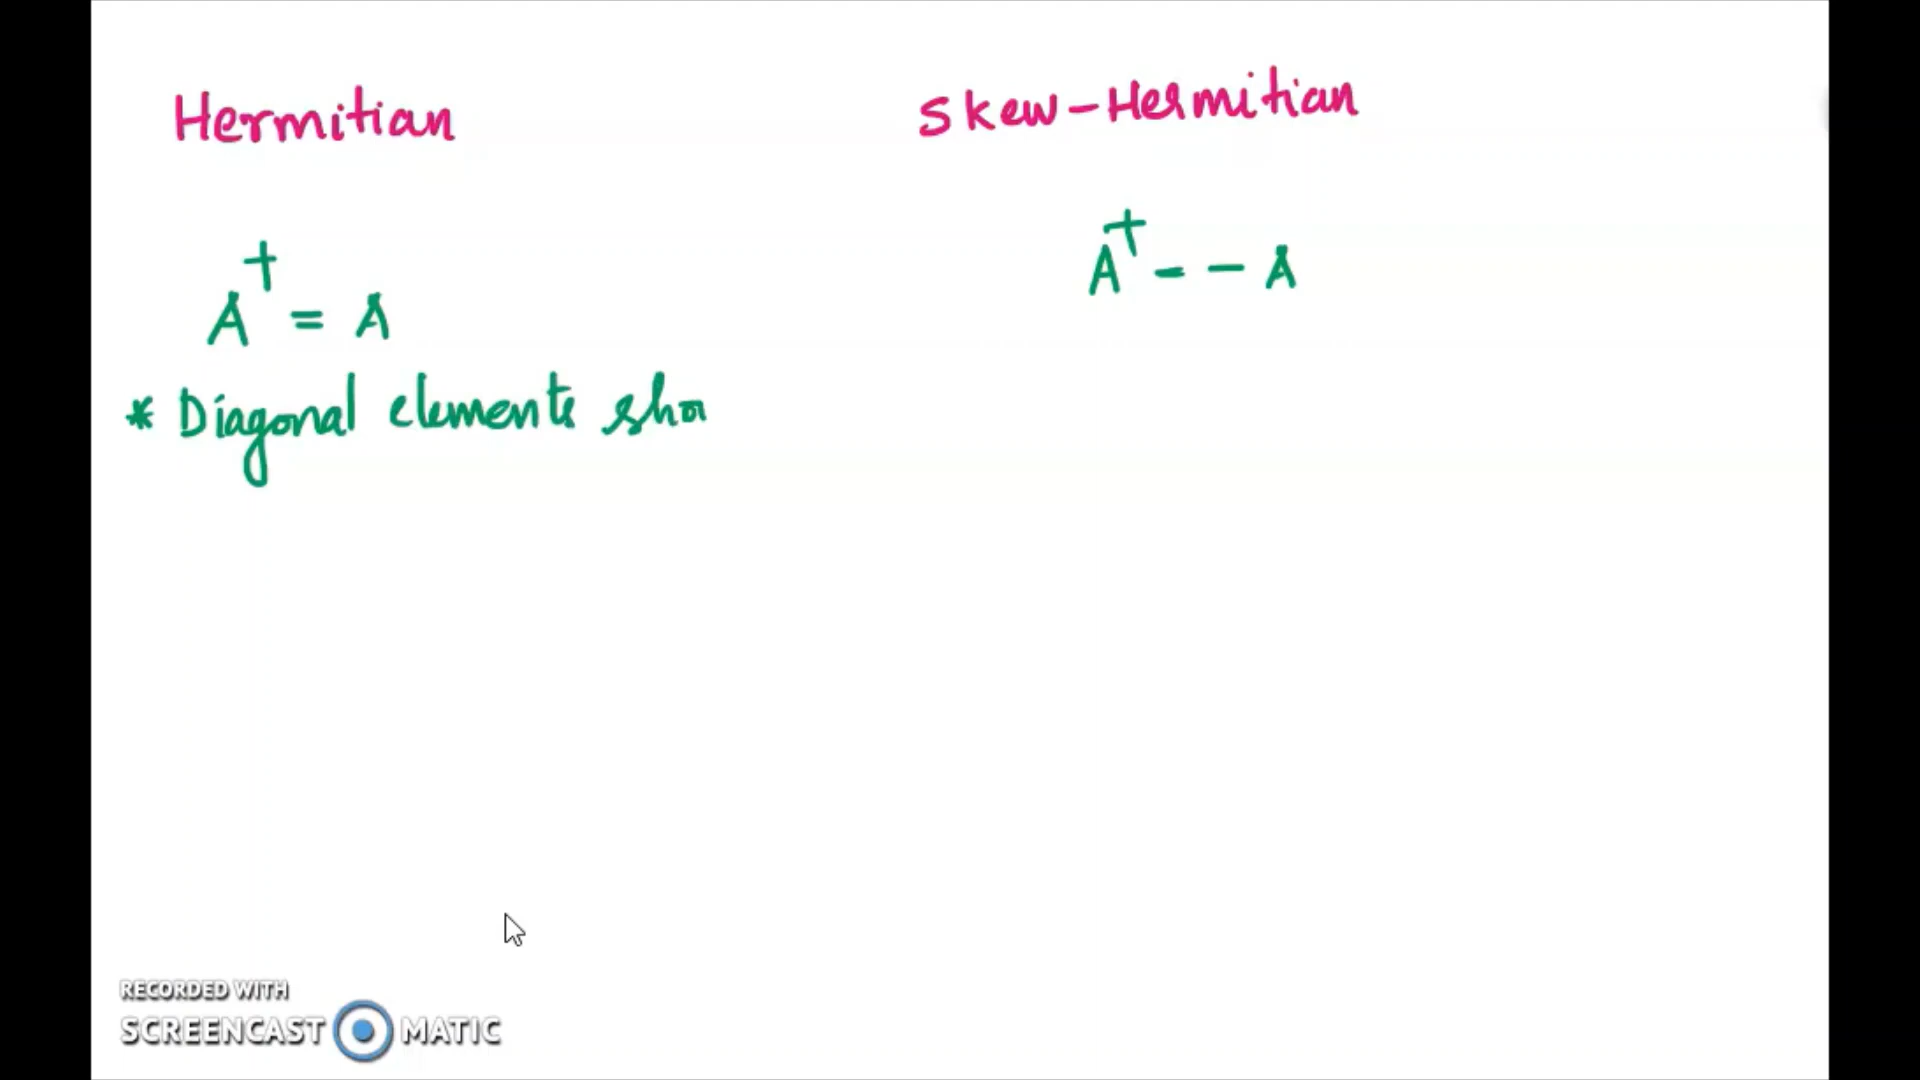 Hermitian
Skew-Hermitian
A† = A
A† - - A
* Diagonal elements sho
RECORDED WITH
SCREENCAST MATIC